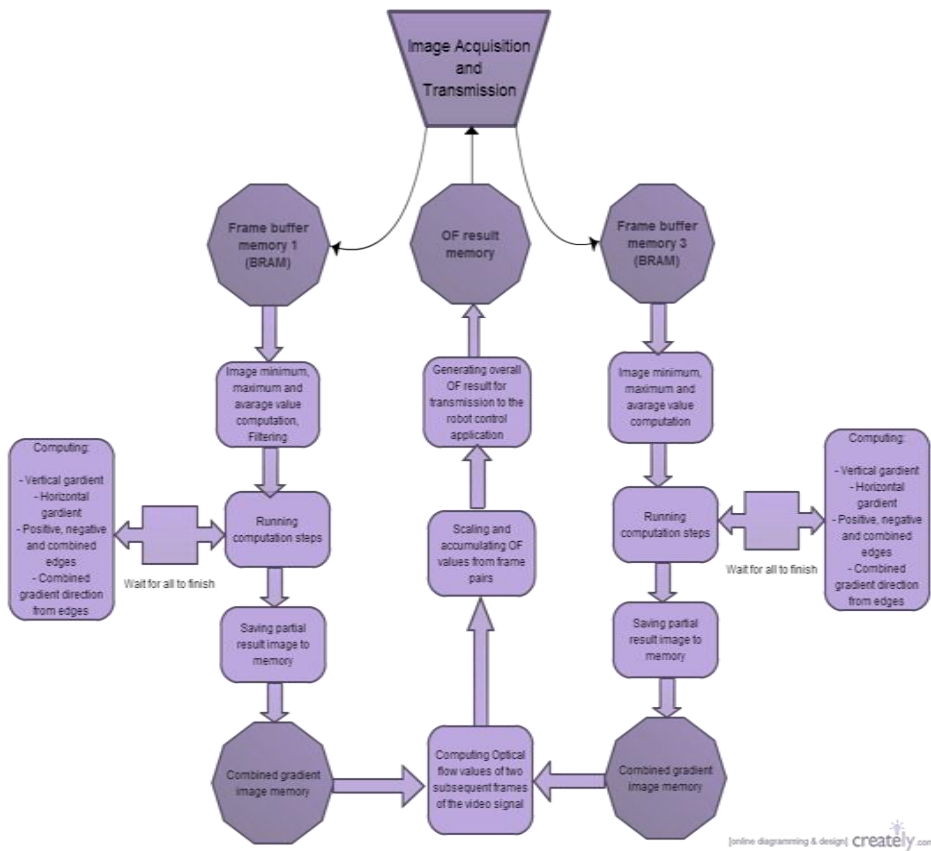 Image Acquisition
and
Transmission
Frame buffer
memory 1
(BRAM)
OF result
memory
Frame buffer
memory 3
(BRAM)
Image minimum,
maximum and
avarage value
computation,
Filtering
Generating overall
OF result for
transmission to the
robot control
application
Image minimum,
maximum and
avarage value
computation
Computing:
- Vertical gardient
- Horizontal
gardient
- Positive, negative
and combined
edges
- Combined
gradient direction
from edges
Wait for all to finish
Running
computation steps
Scaling and
accumulating OF
values from frame
pairs
Running
computation steps
Wait for all to finish
Computing:
- Vertical gardient
- Horizontal
gardient
- Positive, negative
and combined
edges
- Combined
gradient direction
from edges
Saving partial
result image to
memory
Saving partial
result image to
memory
Combined gradient
image memory
Computing Optical
flow values of two
subsequent frames
of the video signal
Combined gradient
image memory
[online diagramming & design] creately.com